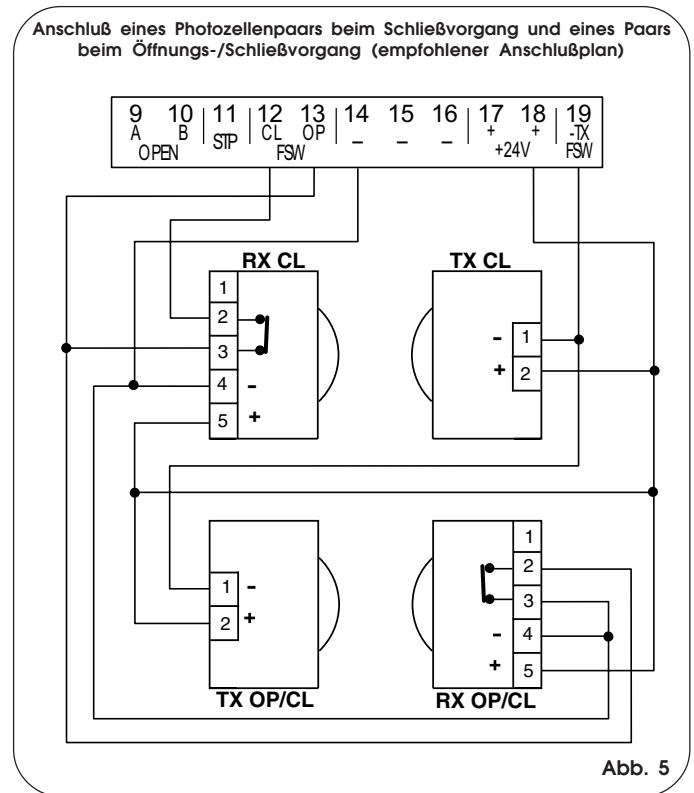 Anschluß eines Photozellenpaars beim Schließvorgang und eines Paars
beim Öffnungs-/Schließvorgang (empfohlener Anschlußplan)
9 10 11 12 13 14 15 16 17 18 19
A B STP CL OP – – – + + -TX
OPEN FSW +24V FSW
RX CL TX CL
1
2
3
4 -
5 +
- 1
+ 2
1 -
2 +
1
2
3
- 4
+ 5
TX OP/CL RX OP/CL
Abb. 5